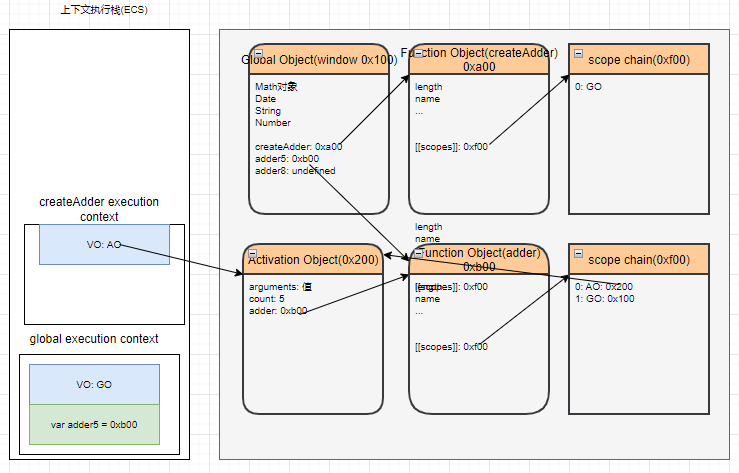 上下文执行栈(ECS)
Global Object(window 0x100)
Math对象
Date
String
Number
createAdder: 0xa00
adder5: 0xb00
adder8: undefined
Function Object(createAdder)
0xa00
length
name
...
[[scopes]]: 0xf00
scope chain(0xf00)
0: GO
createAdder execution
context
VO: AO
global execution context
VO: GO
var adder5 = 0xb00
Activation Object(0x200)
arguments: 值
count: 5
adder: 0xb00
length
name
Function Object(adder)
0xb00
[[scopes]]: 0xf00
length
name
...
[[scopes]]: 0xf00
scope chain(0xf00)
0: AO: 0x200
1: GO: 0x100